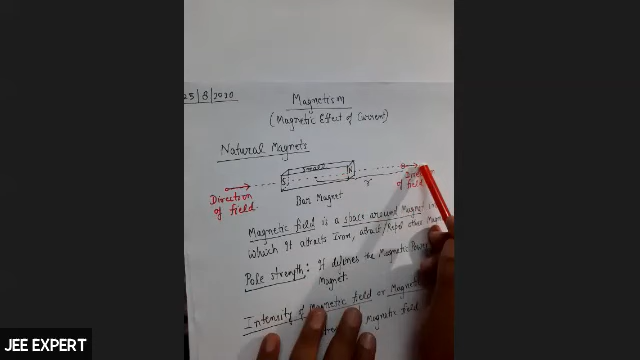 25/8/2020
Magnetism
(Magnetic Effect of Current)
Natural Magnets
S N
r
Direction
of field
Bar Magnet
of field
Magnetic field is a space around Magnet in
which it attracts Iron, attract/Repel other
Pole strength: It defines the Magnetic Power
Magnet.
Intensity of Magnetic field or
Magnetic field
JEE EXPERT